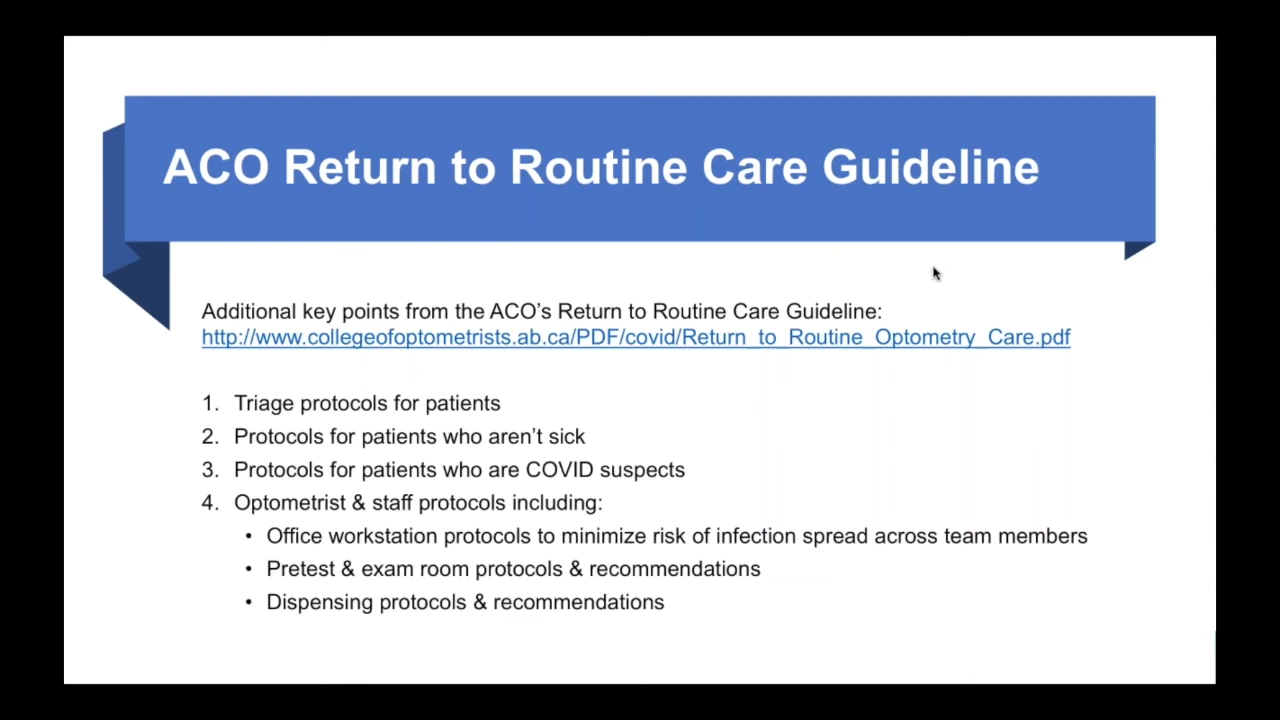 ACO Return to Routine Care Guideline
Additional key points from the ACO's Return to Routine Care Guideline:
http://www.collegeofoptometrists.ab.ca/PDF/covid/Return_to_Routine_Optometry_Care.pdf
1. Triage protocols for patients
2. Protocols for patients who aren't sick
3. Protocols for patients who are COVID suspects
4. Optometrist & staff protocols including:
• Office workstation protocols to minimize risk of infection spread across team members
• Pretest & exam room protocols & recommendations
• Dispensing protocols & recommendations